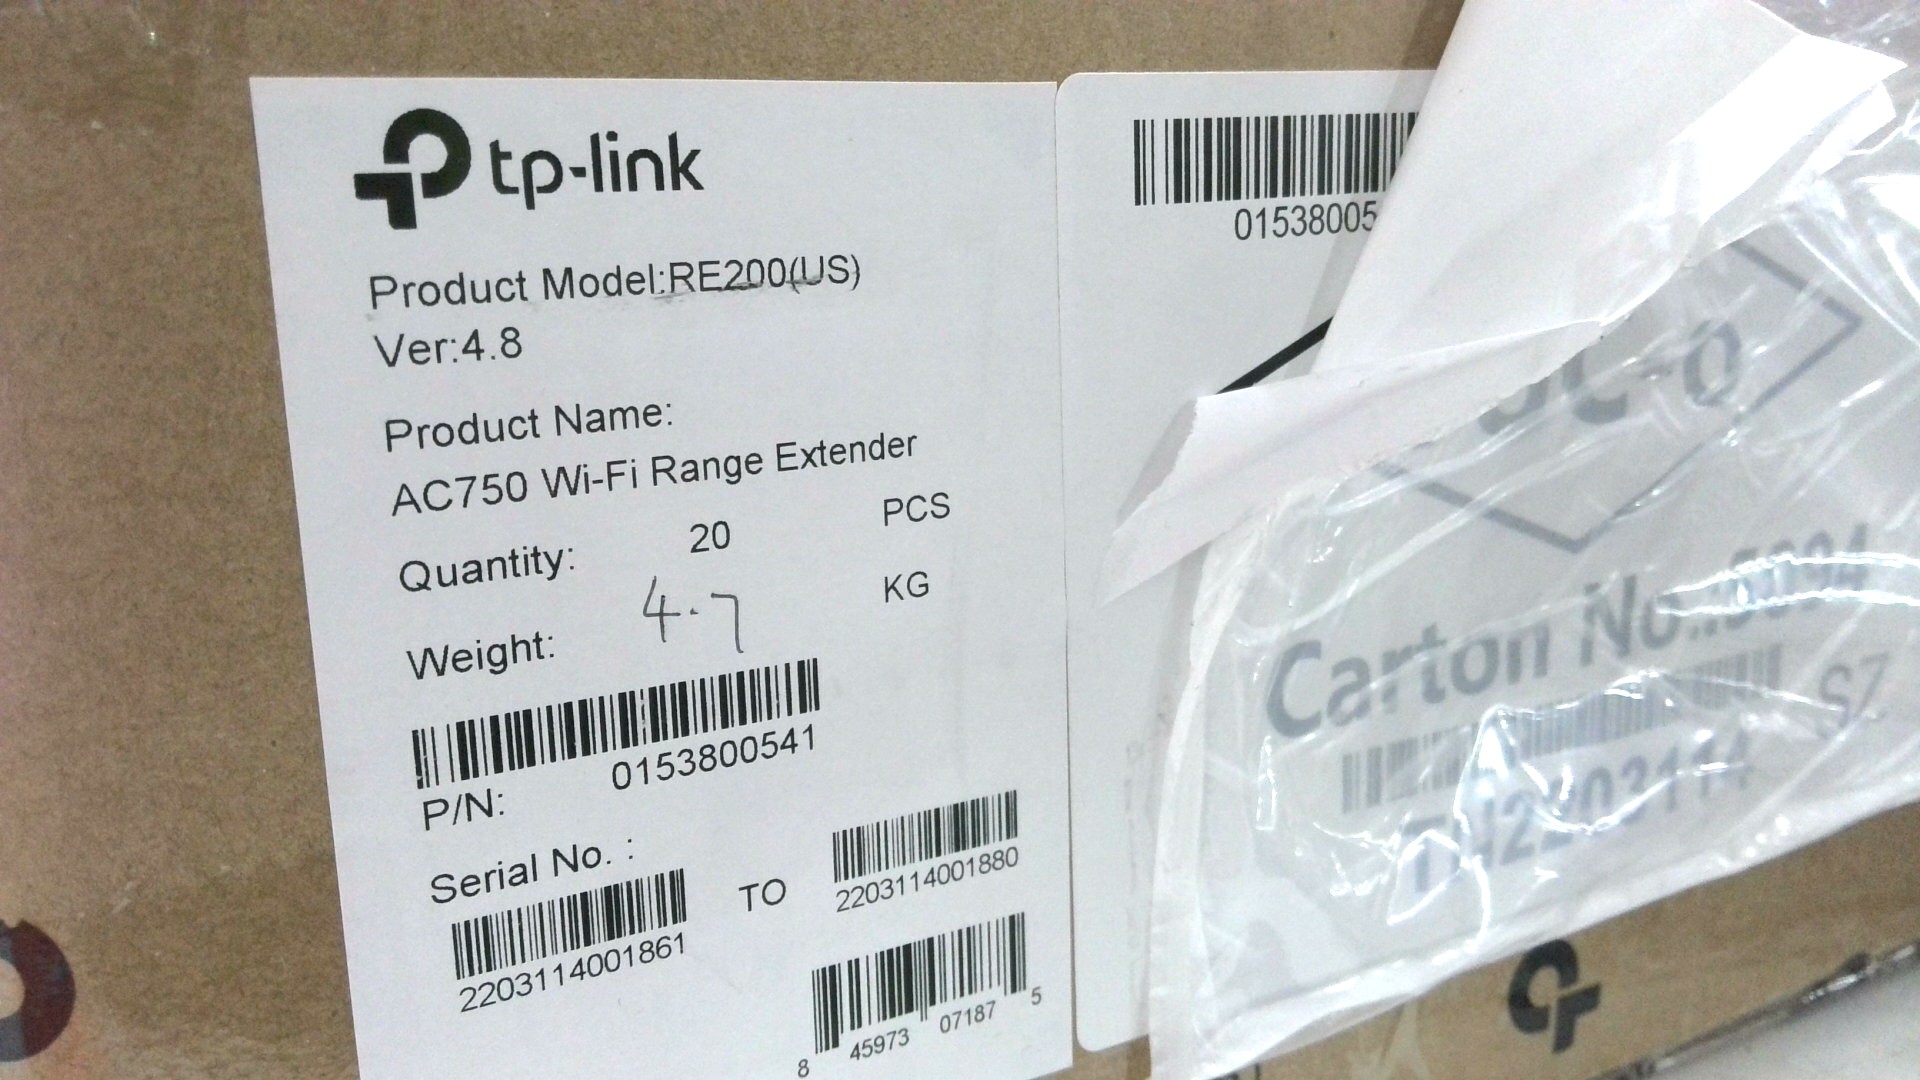 tp-link
Product Model:RE200(US)
Ver:4.8
Product Name:
AC750 Wi-Fi Range Extender
Quantity: 20 PCS
Weight: 4.7 KG
0153800541
P/N:
Serial No. :
2203114001861 TO 2203114001880
8 45973 07187 5
01538005
Carton No.:
SZ